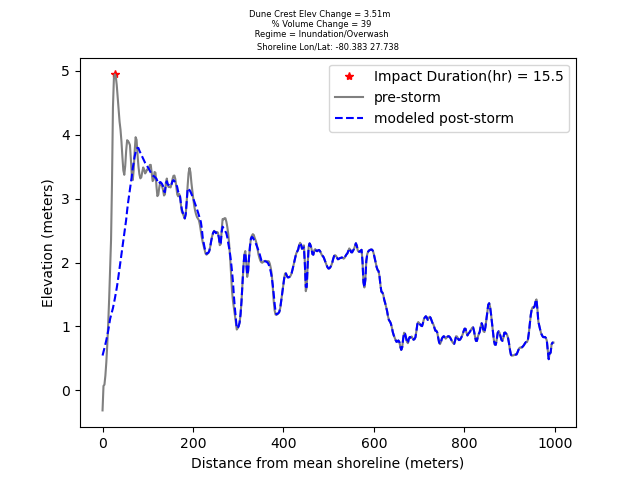 Dune Crest Elev Change = 3.51m
% Volume Change = 39
Regime = Inundation/Overwash
Shoreline Lon/Lat: -80.383 27.738
Impact Duration(hr) = 15.5
pre-storm
modeled post-storm
5
4
3
2
1
0
Elevation (meters)
0 200 400 600 800 1000
Distance from mean shoreline (meters)